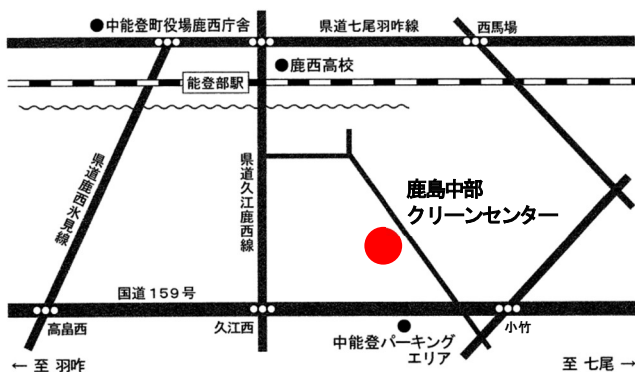 中能登町役場鹿西庁舎
県道七尾羽咋線
西馬場
鹿西高校
能登部駅
県道鹿西氷見線
県道久江鹿西線
鹿島中部
クリーンセンター
国道159号
高畠西
久江西
中能登パーキング
エリア
小竹
← 至 羽咋
至 七尾 →